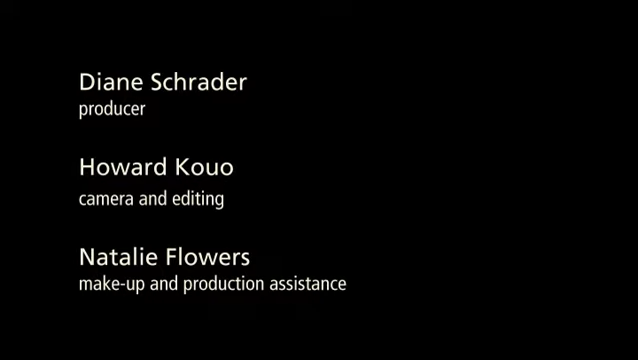 Diane Schrader
producer
Howard Kouo
camera and editing
Natalie Flowers
make-up and production assistance